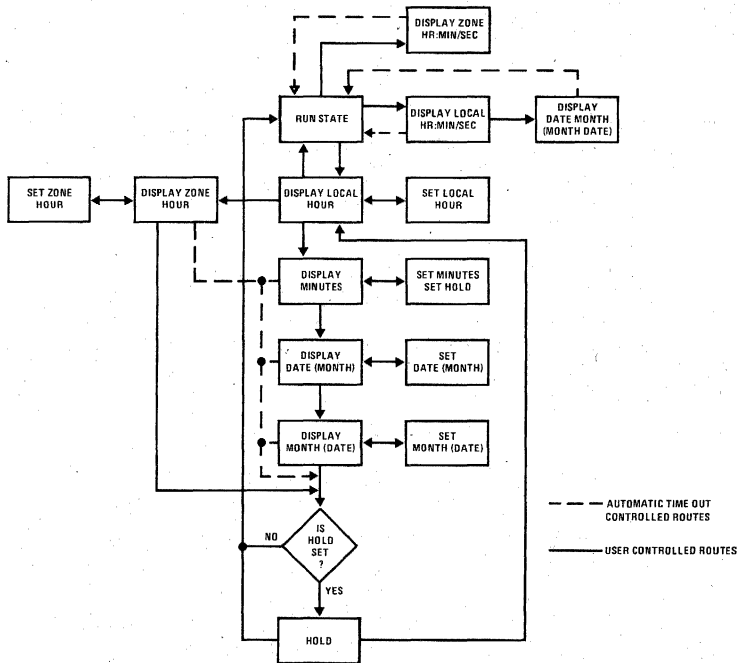 DISPLAY ZONE
HR:MIN/SEC
RUN STATE
DISPLAY LOCAL
HR:MIN/SEC
DISPLAY
DATE MONTH
(MONTH DATE)
SET ZONE
HOUR
DISPLAY ZONE
HOUR
DISPLAY LOCAL
HOUR
SET LOCAL
HOUR
DISPLAY
MINUTES
SET MINUTES
SET HOLD
DISPLAY
DATE (MONTH)
SET
DATE (MONTH)
DISPLAY
MONTH (DATE)
SET
MONTH (DATE)
AUTOMATIC TIME OUT
CONTROLLED ROUTES
IS
HOLD
SET
?
NO
USER CONTROLLED ROUTES
YES
HOLD